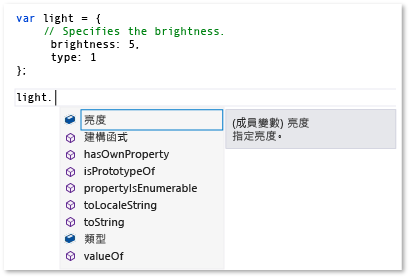 var light = {
// Specifies the brightness.
brightness: 5,
type: 1
};
light.
亮度
建構函式
hasOwnProperty
isPrototypeOf
propertyIsEnumerable
toLocaleString
toString
類型
valueOf
(成員變數) 亮度
指定亮度。